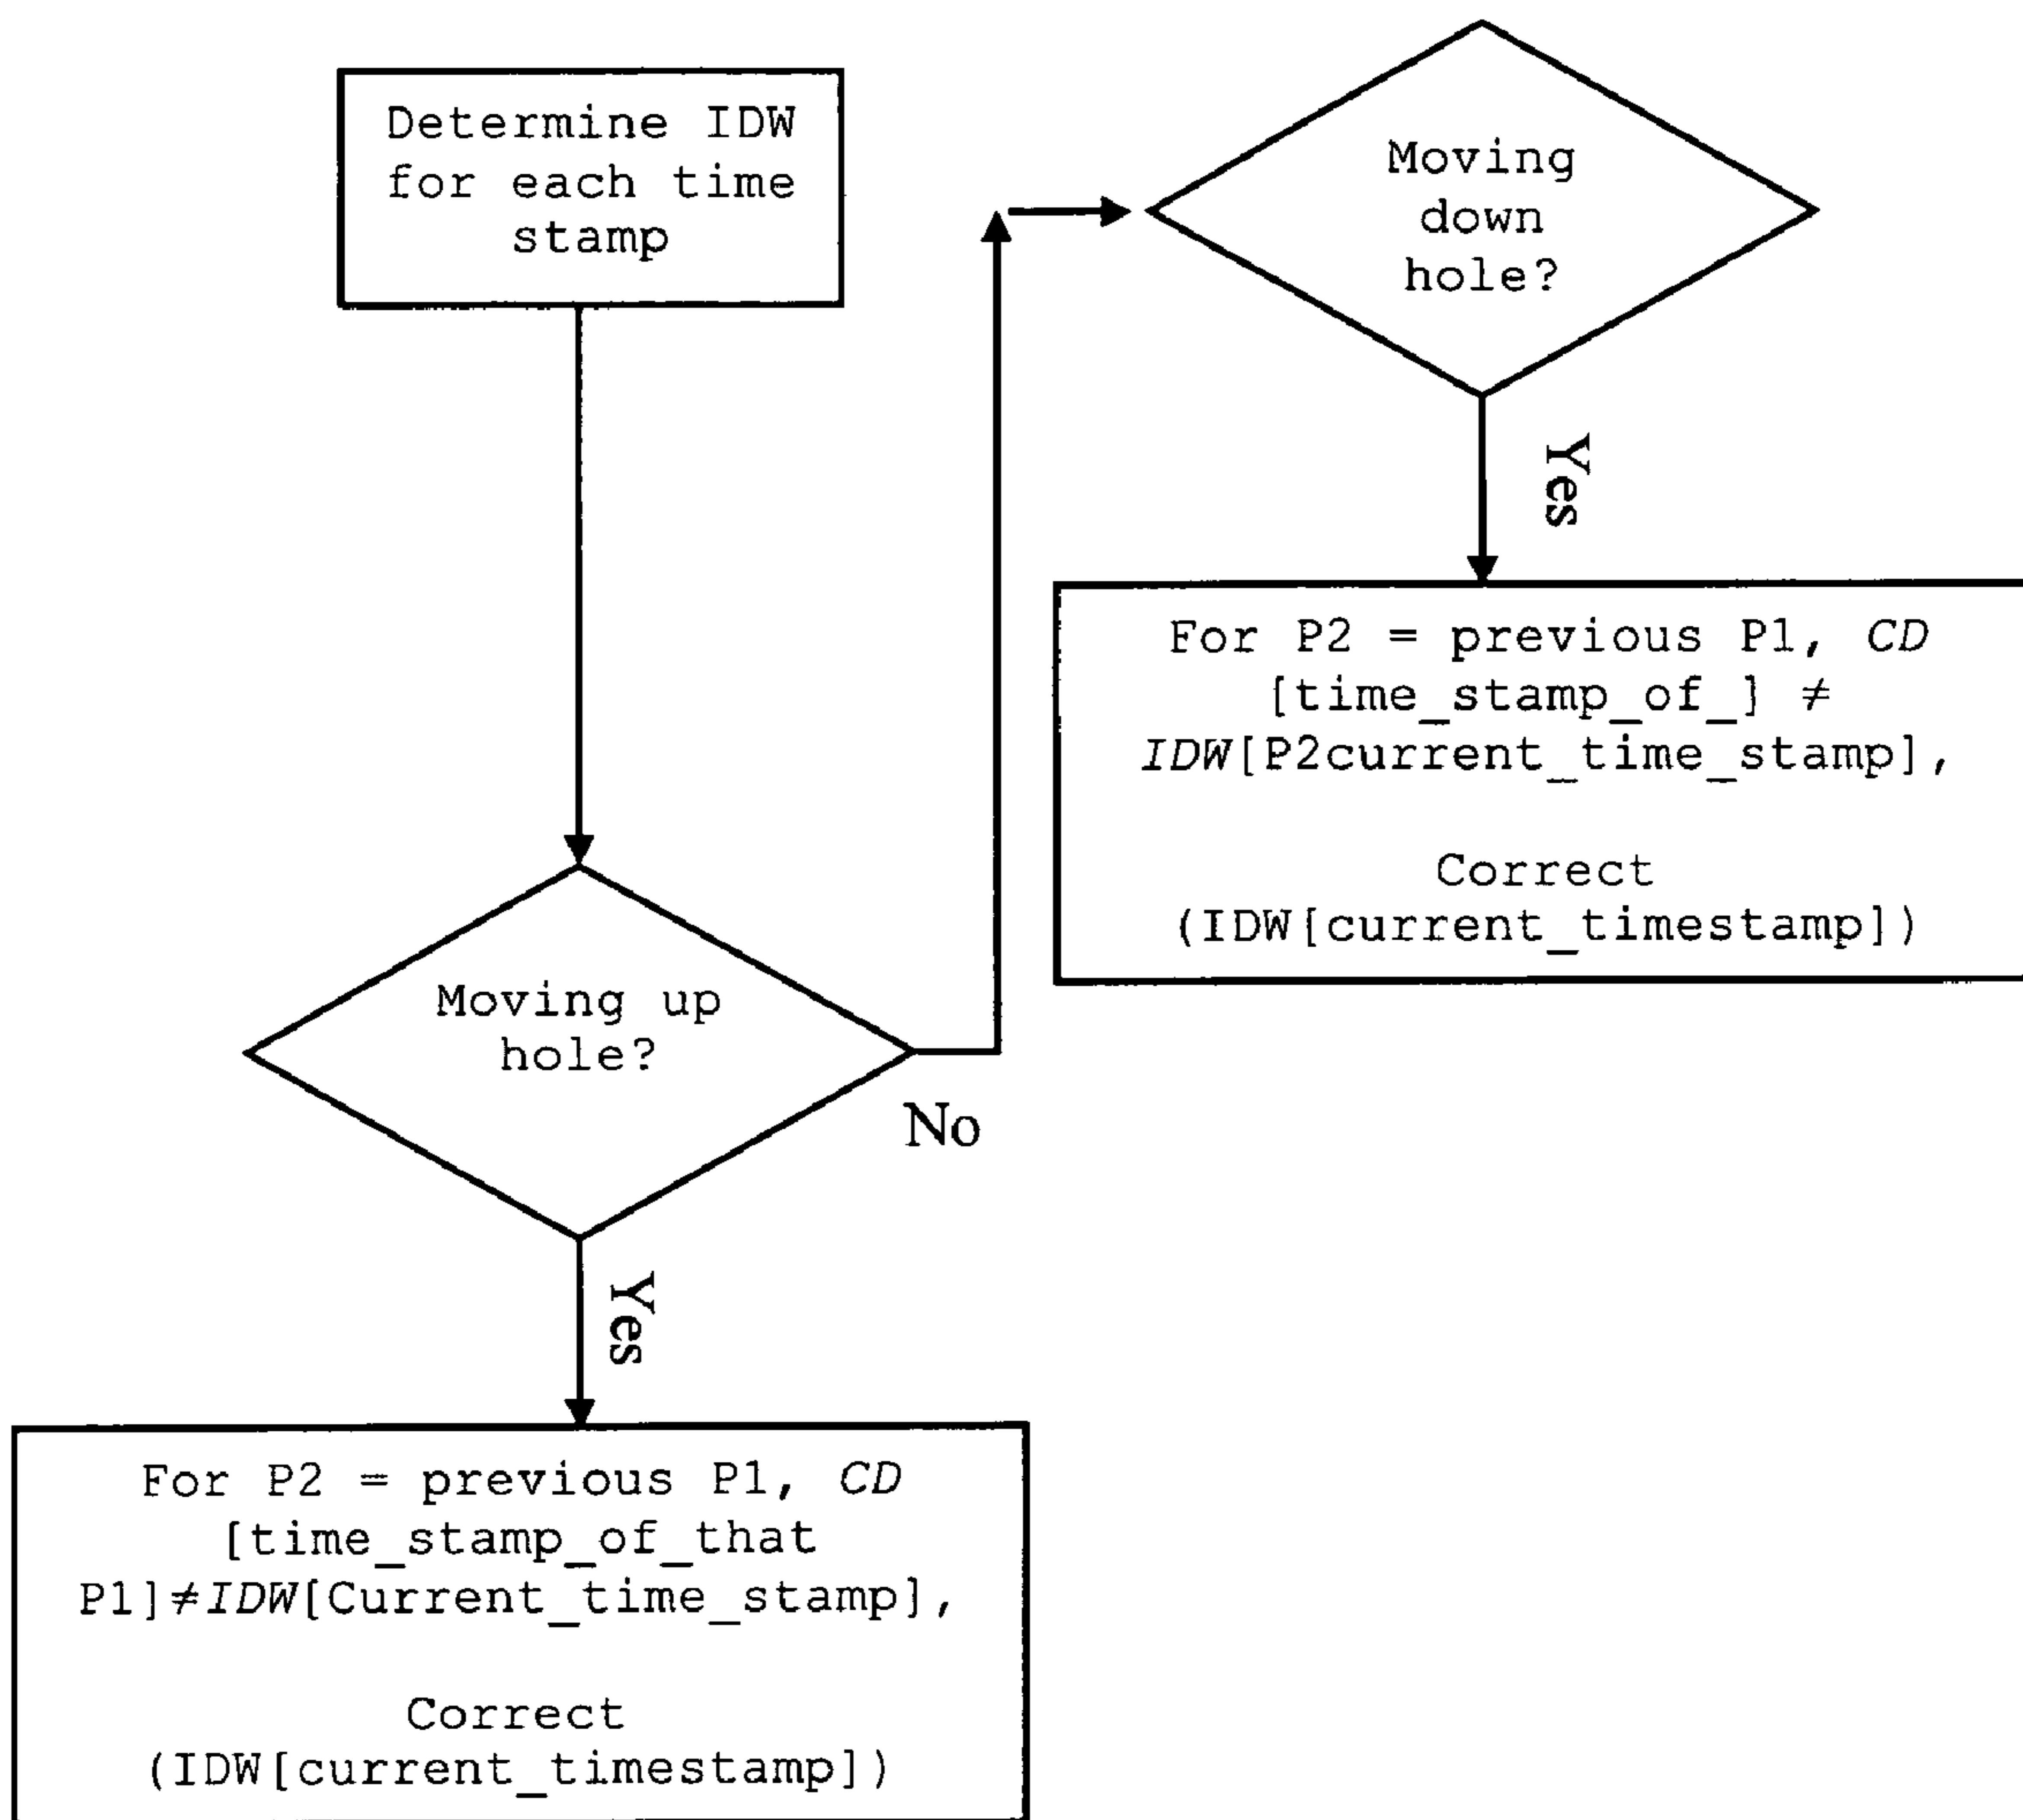 Determine IDW
for each time
stamp
Moving up
hole?
No
Yes
For P2 = previous P1, CD
[time_stamp_of_that
P1]≠IDW[Current_time_stamp],
Correct
(IDW[current_timestamp])
Moving
down
hole?
Yes
For P2 = previous P1, CD
[time_stamp_of_] ≠
IDW[P2current_time_stamp],
Correct
(IDW[current_timestamp])